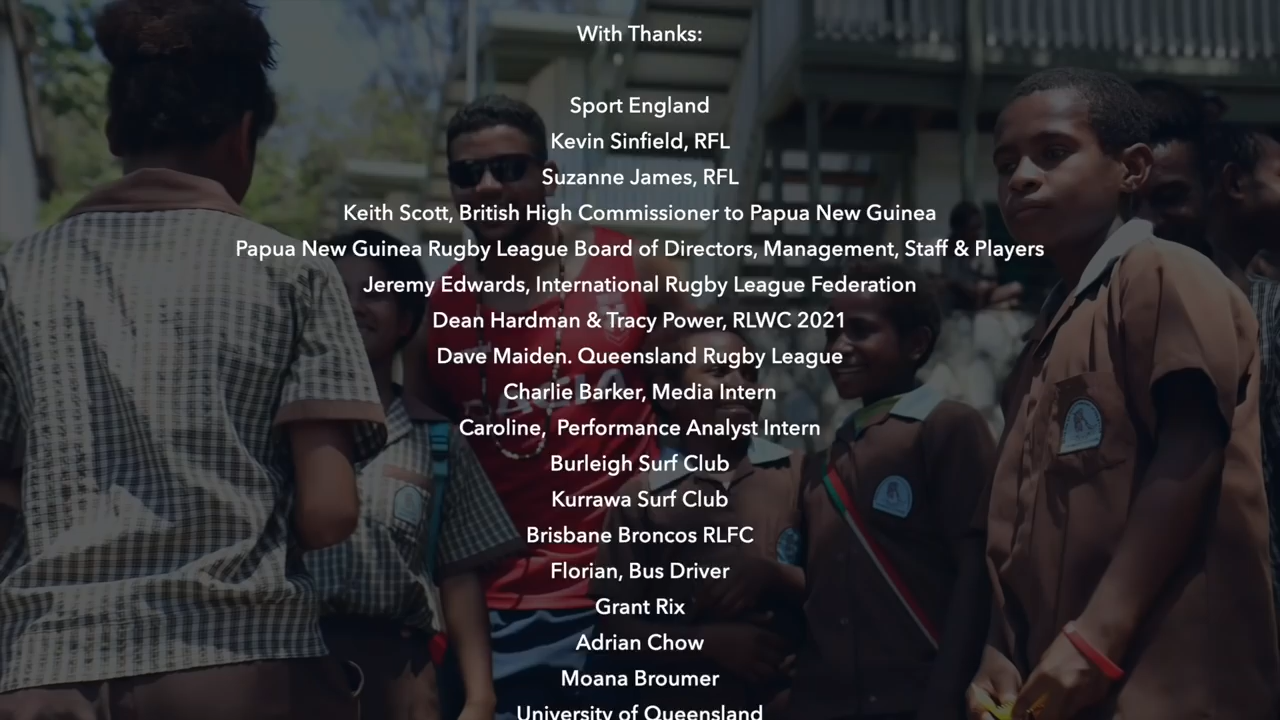 With Thanks:
Sport England
Kevin Sinfield, RFL
Suzanne James, RFL
Keith Scott, British High Commissioner to Papua New Guinea
Papua New Guinea Rugby League Board of Directors, Management, Staff & Players
Jeremy Edwards, International Rugby League Federation
Dean Hardman & Tracy Power, RLWC 2021
Dave Maiden. Queensland Rugby League
Charlie Barker, Media Intern
Caroline,  Performance Analyst Intern
Burleigh Surf Club
Kurrawa Surf Club
Brisbane Broncos RLFC
Florian, Bus Driver
Grant Rix
Adrian Chow
Moana Broumer
University of Queensland